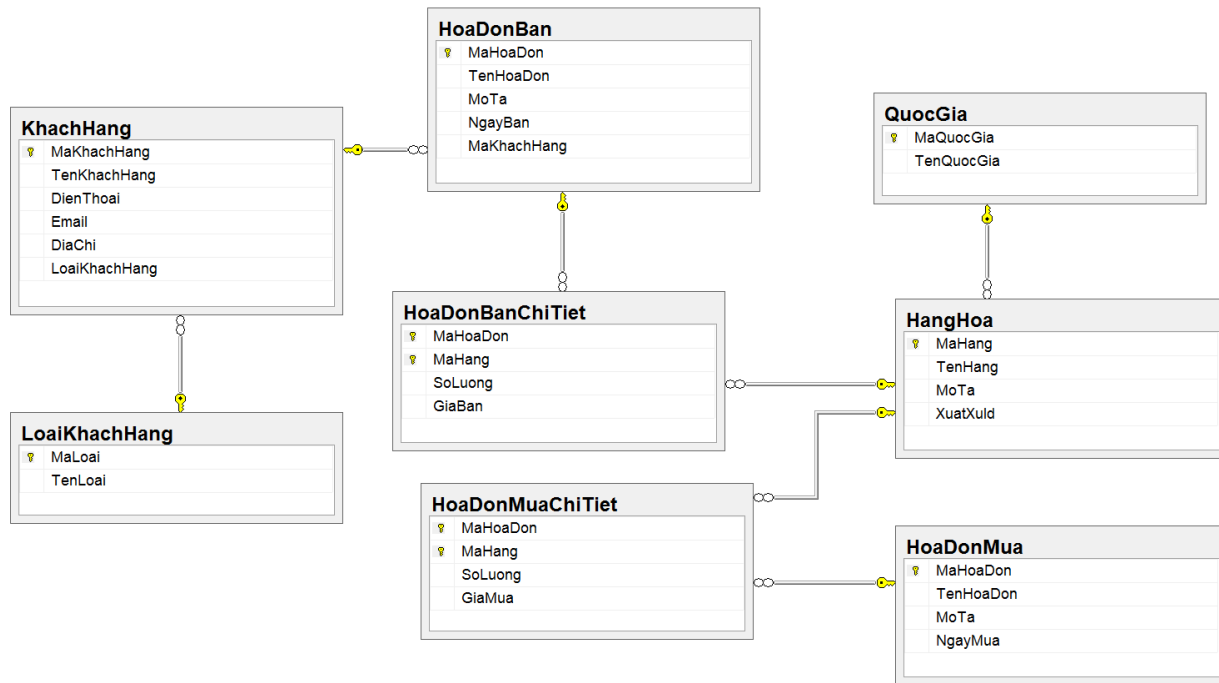 HoaDonBan
MaHoaDon
TenHoaDon
MoTa
NgayBan
MaKhachHang
KhachHang
MaKhachHang
TenKhachHang
DienThoai
Email
DiaChi
LoaiKhachHang
QuocGia
MaQuocGia
TenQuocGia
HoaDonBanChiTiet
MaHoaDon
MaHang
SoLuong
GiaBan
HangHoa
MaHang
TenHang
MoTa
XuatXuId
LoaiKhachHang
MaLoai
TenLoai
HoaDonMuaChiTiet
MaHoaDon
MaHang
SoLuong
GiaMua
HoaDonMua
MaHoaDon
TenHoaDon
MoTa
NgayMua